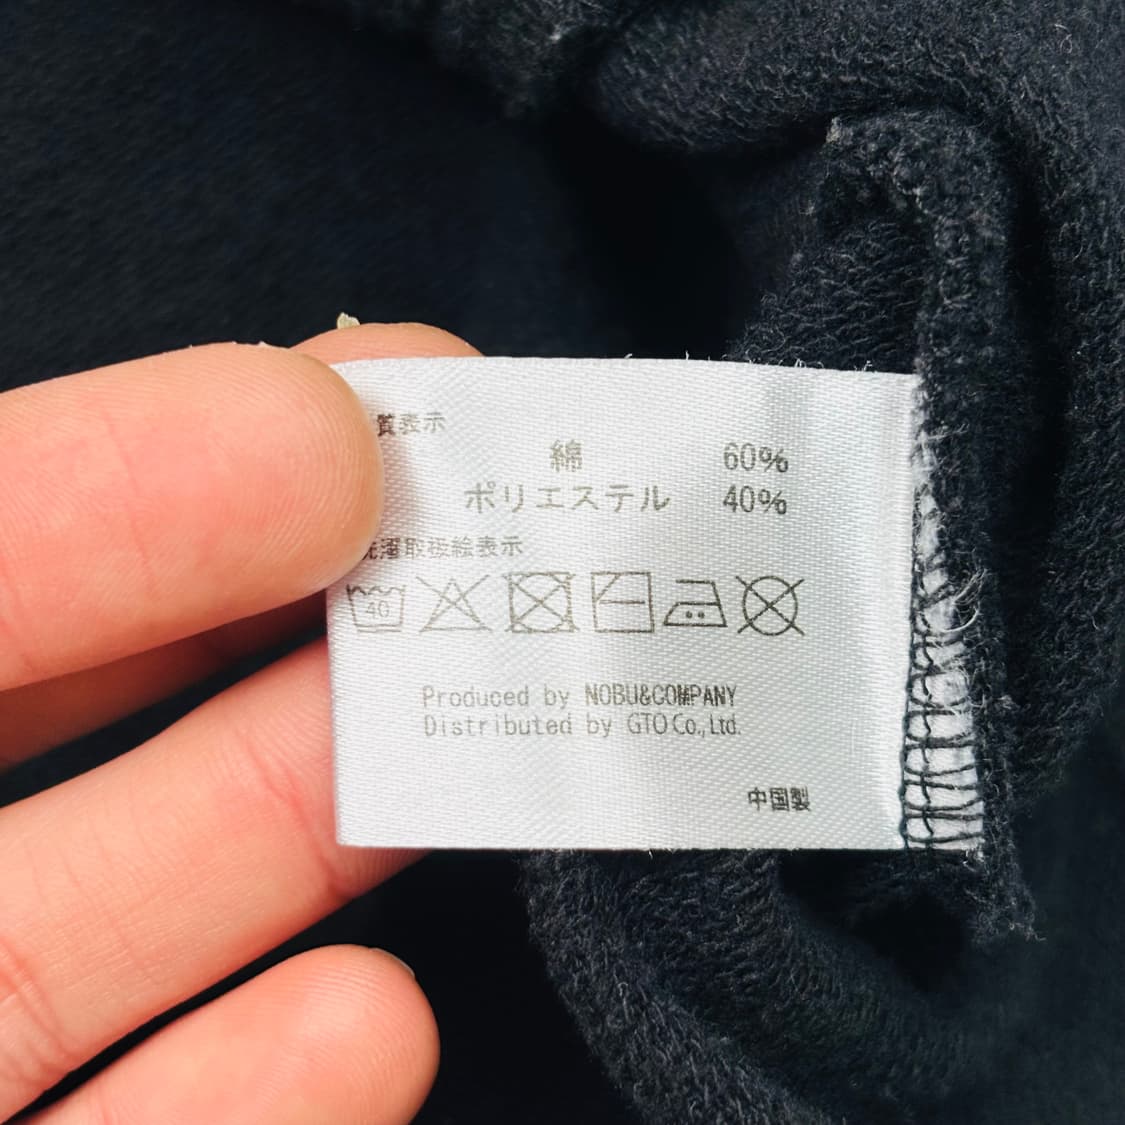 質表示
綿 60%
ポリエステル 40%
洗濯取扱絵表示
40
Produced by NOBU&COMPANY
Distributed by GTO Co., Ltd.
中国製